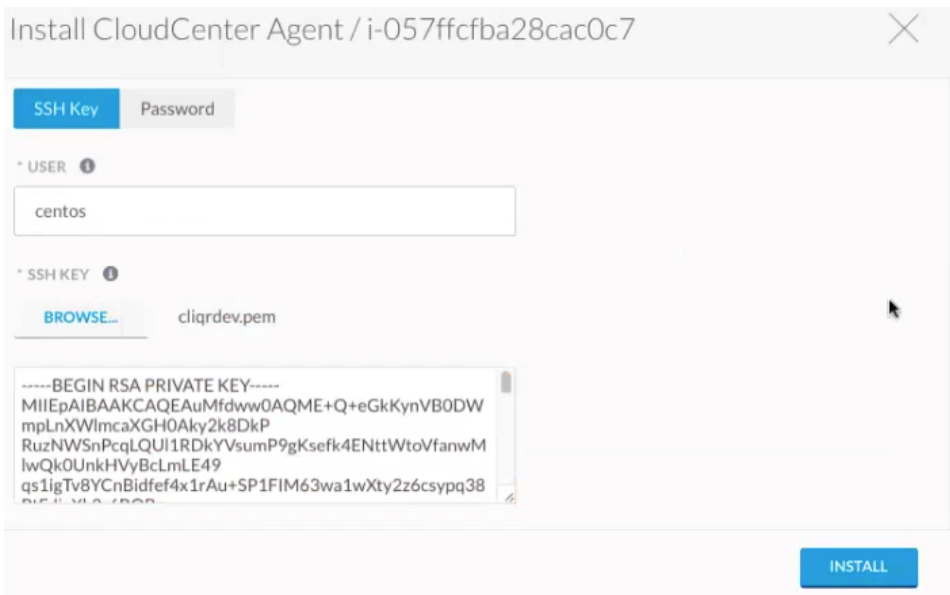 Install CloudCenter Agent / i-057ffcfba28cac0c7
SSH Key
Password
* USER
centos
* SSH KEY
BROWSE...
cliqrdev.pem
-----BEGIN RSA PRIVATE KEY-----
MIIEpAIBAAKCAQEAuMfdww0AQME+Q+eGkKynVB0DW
mpLnXWlmcaXGH0Aky2k8DkP
RuzNWSnPcqLQUl1RDkYVsumP9gKsefk4ENttWtoVfanwM
lwQk0UnkHVyBcLmLE49
qs1igTv8YCnBidfef4x1rAu+SP1FIM63wa1wXty2z6csypq38
INSTALL